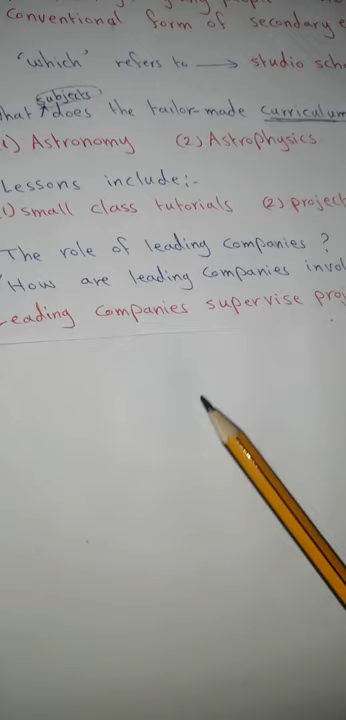 conventional form of secondary
'which' refers to → studio sch
subjects
hat does the tailor-made curriculum
1) Astronomy (2) Astrophysics
Lessons include:-
1) small class tutorials (2) project
The role of leading companies ?
'How are leading companies invol
Leading companies supervise proj